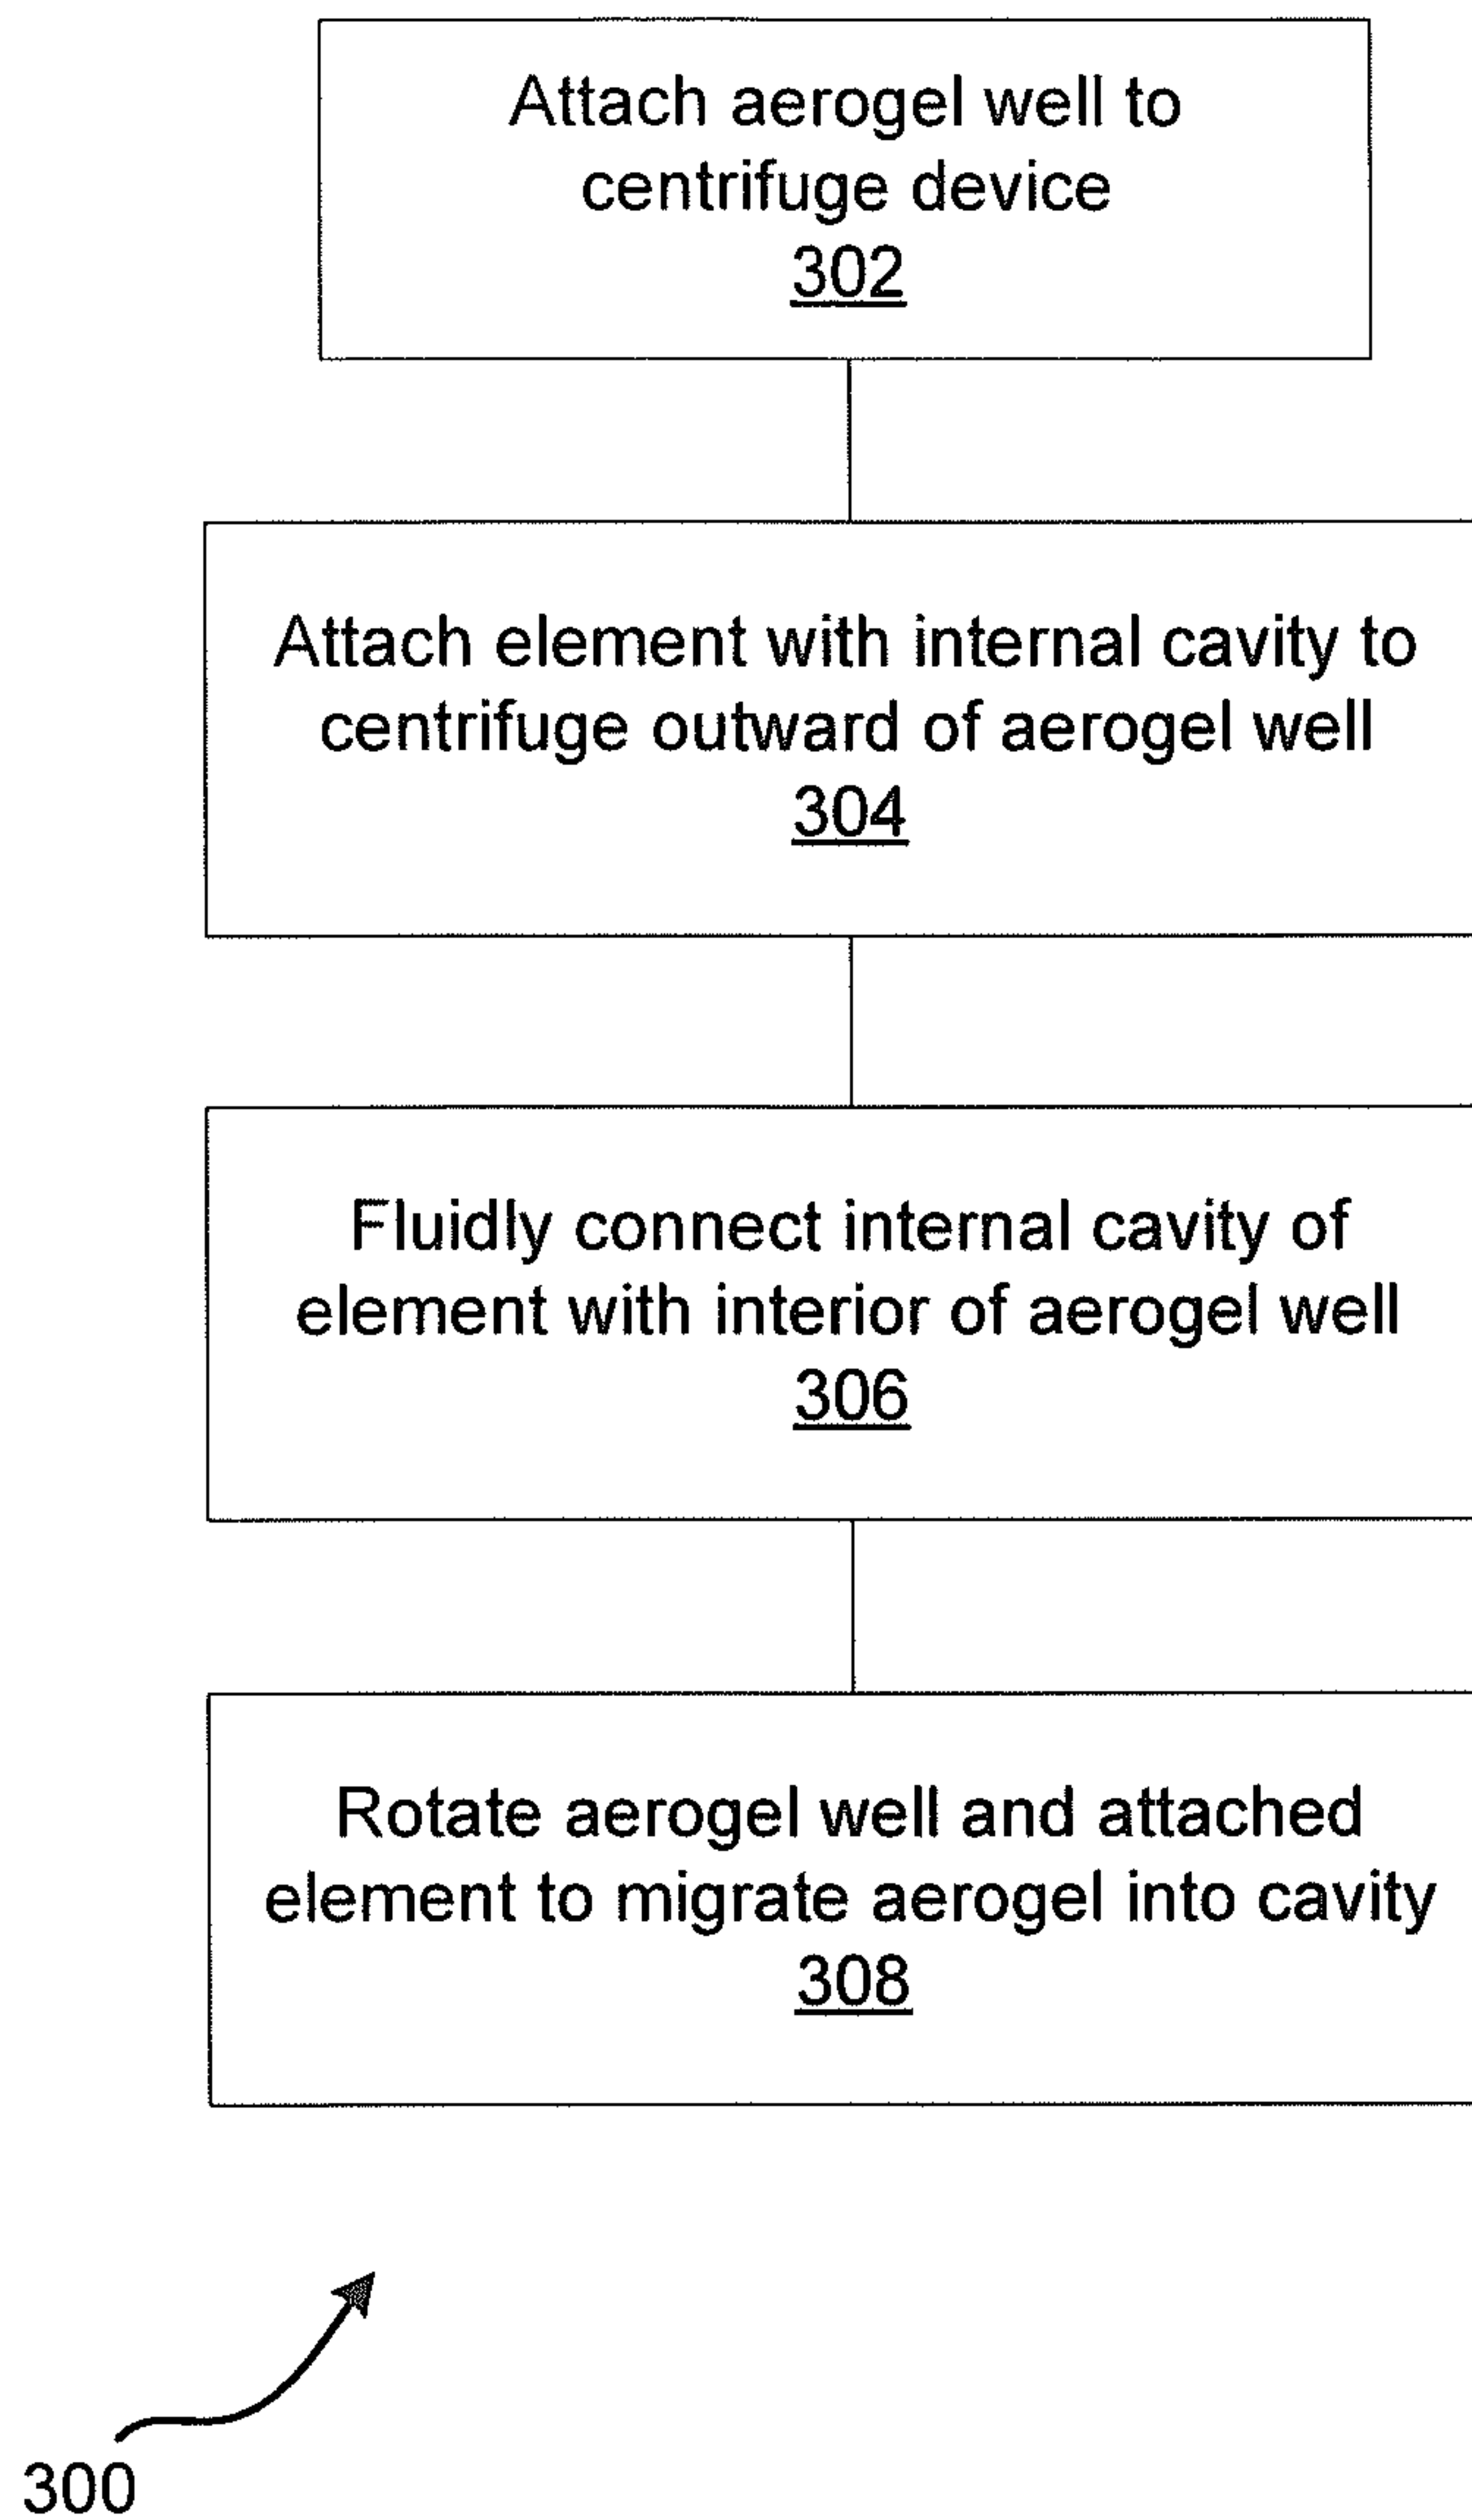 Attach aerogel well to
centrifuge device
302
Attach element with internal cavity to
centrifuge outward of aerogel well
304
Fluidly connect internal cavity of
element with interior of aerogel well
306
Rotate aerogel well and attached
element to migrate aerogel into cavity
308
300